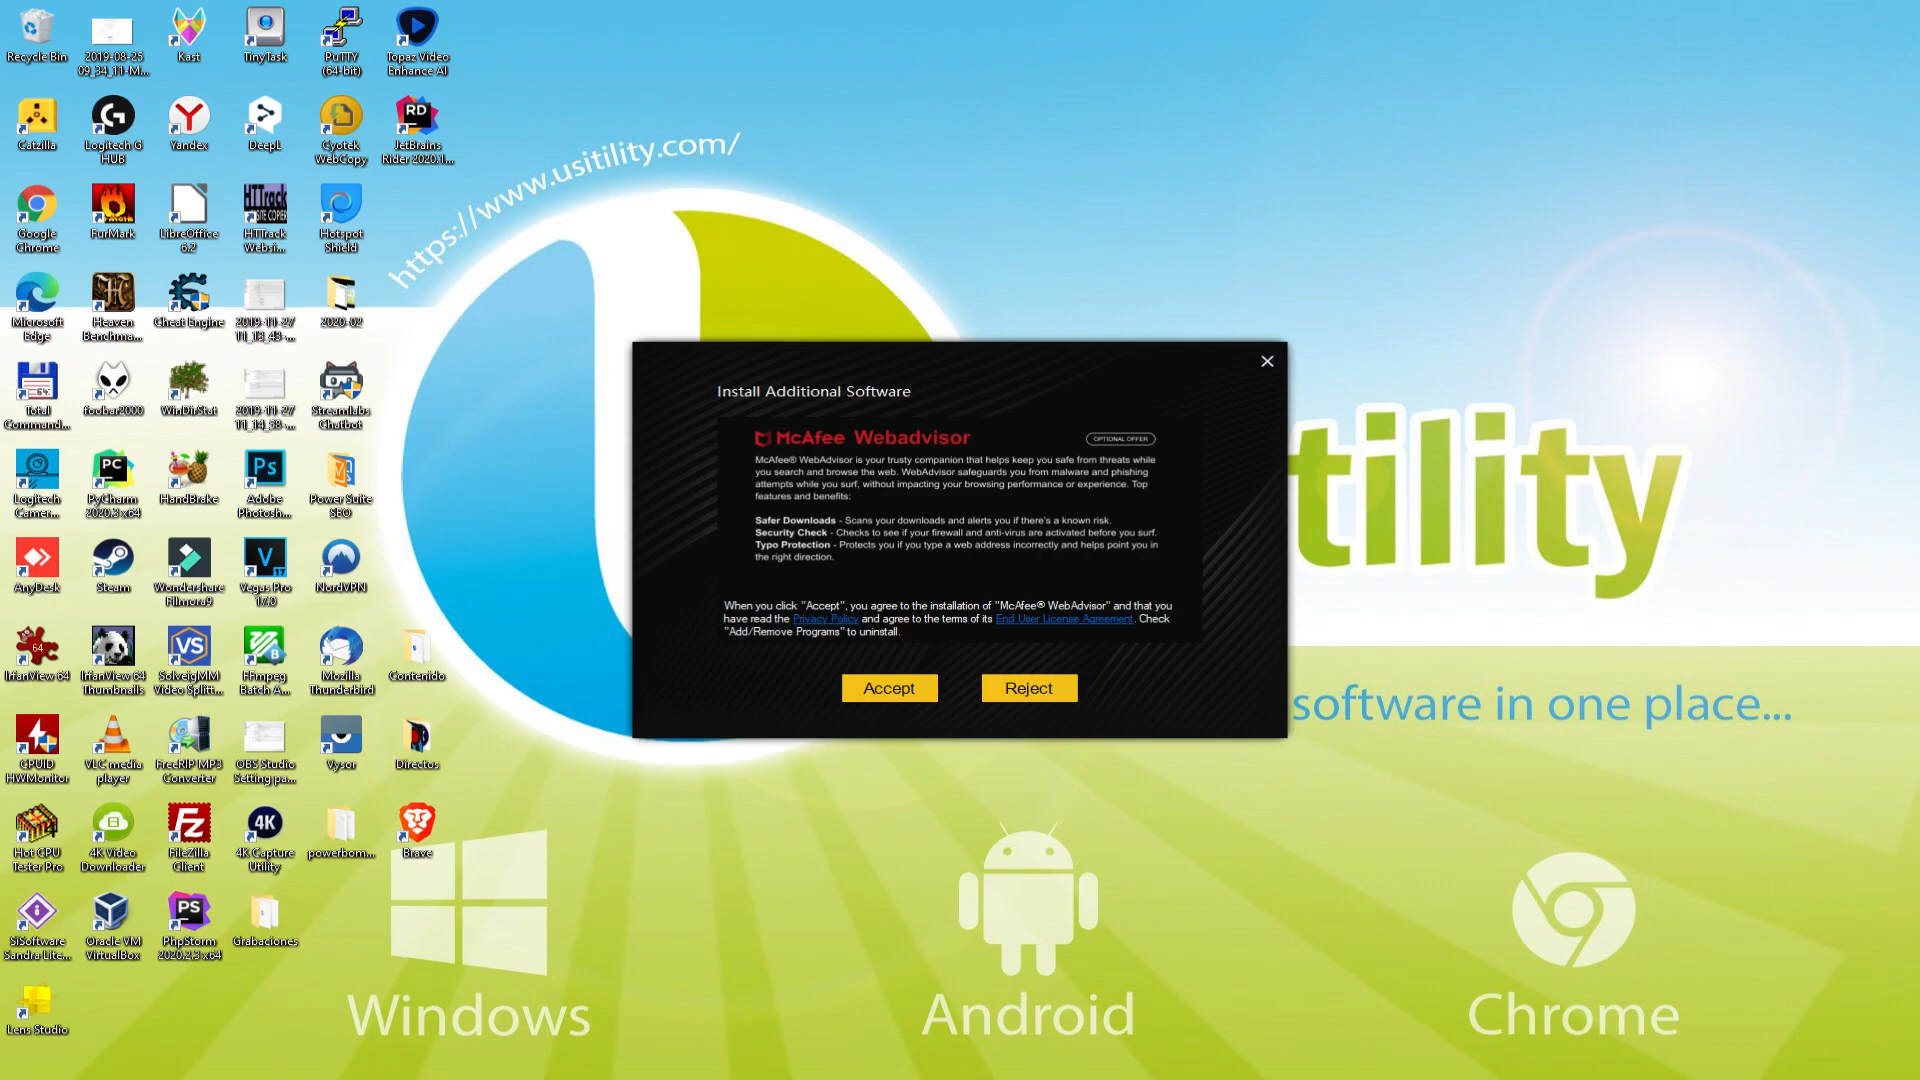 Recycle Bin
2019-08-25
09_34_11-M...
Kast
TinyTask
PuTTY
(64-bit)
Topaz Video
Enhance AI
Catzilla
Logitech G
HUB
Yandex
DeepL
Cyotek
WebCopy
RD
JetBrains
Rider 2020.1...
https://www.usitility.com/
Google
Chrome
FurMark
LibreOffice
6.2
HTTrack
SITE COPIER
HTTrack
Websi...
Hotspot
Shield
Microsoft
Edge
Heaven
Benchma...
Cheat Engine
2019-11-27
11_13_43-...
2020-02
64
Total
Command...
foobar2000
WinDirStat
2019-11-27
11_14_38-...
Streamlabs
Chatbot
Logitech
Camer...
PC
PyCharm
2020.3 x64
HandBrake
Ps
Adobe
Photosh...
Power Suite
SEO
AnyDesk
Steam
Wondershare
Filmora9
V
17
Vegas Pro
17.0
NordVPN
64
IrfanView 64
IrfanView 64
Thumbnails
VS
SolveigMM
Video Splitt...
B
FFmpeg
Batch A...
Mozilla
Thunderbird
Contenido
CPUID
HWMonitor
VLC media
player
FreeRIP MP3
Converter
OBS Studio
Setting pa...
Vysor
Directos
Hot CPU
Tester Pro
4K Video
Downloader
Fz
FileZilla
Client
4K
4K Capture
Utility
powerbom...
Brave
SiSoftware
Sandra Lite...
Oracle VM
VirtualBox
PS
PhpStorm
2020.2.3 x64
Grabaciones
Lens Studio
Install Additional Software
McAfee Webadvisor
OPTIONAL OFFER
McAfee® WebAdvisor is your trusty companion that helps keep you safe from threats while
you search and browse the web. WebAdvisor safeguards you from malware and phishing
attempts while you surf, without impacting your browsing performance or experience. Top
features and benefits:
Safer Downloads - Scans your downloads and alerts you if there's a known risk.
Security Check - Checks to see if your firewall and anti-virus are activated before you surf.
Typo Protection - Protects you if you type a web address incorrectly and helps point you in
the right direction.
When you click "Accept", you agree to the installation of "McAfee® WebAdvisor" and that you
have read the Privacy Policy and agree to the terms of its End User License Agreement. Check
"Add/Remove Programs" to uninstall.
Accept
Reject
tility
software in one place...
Windows
Android
Chrome